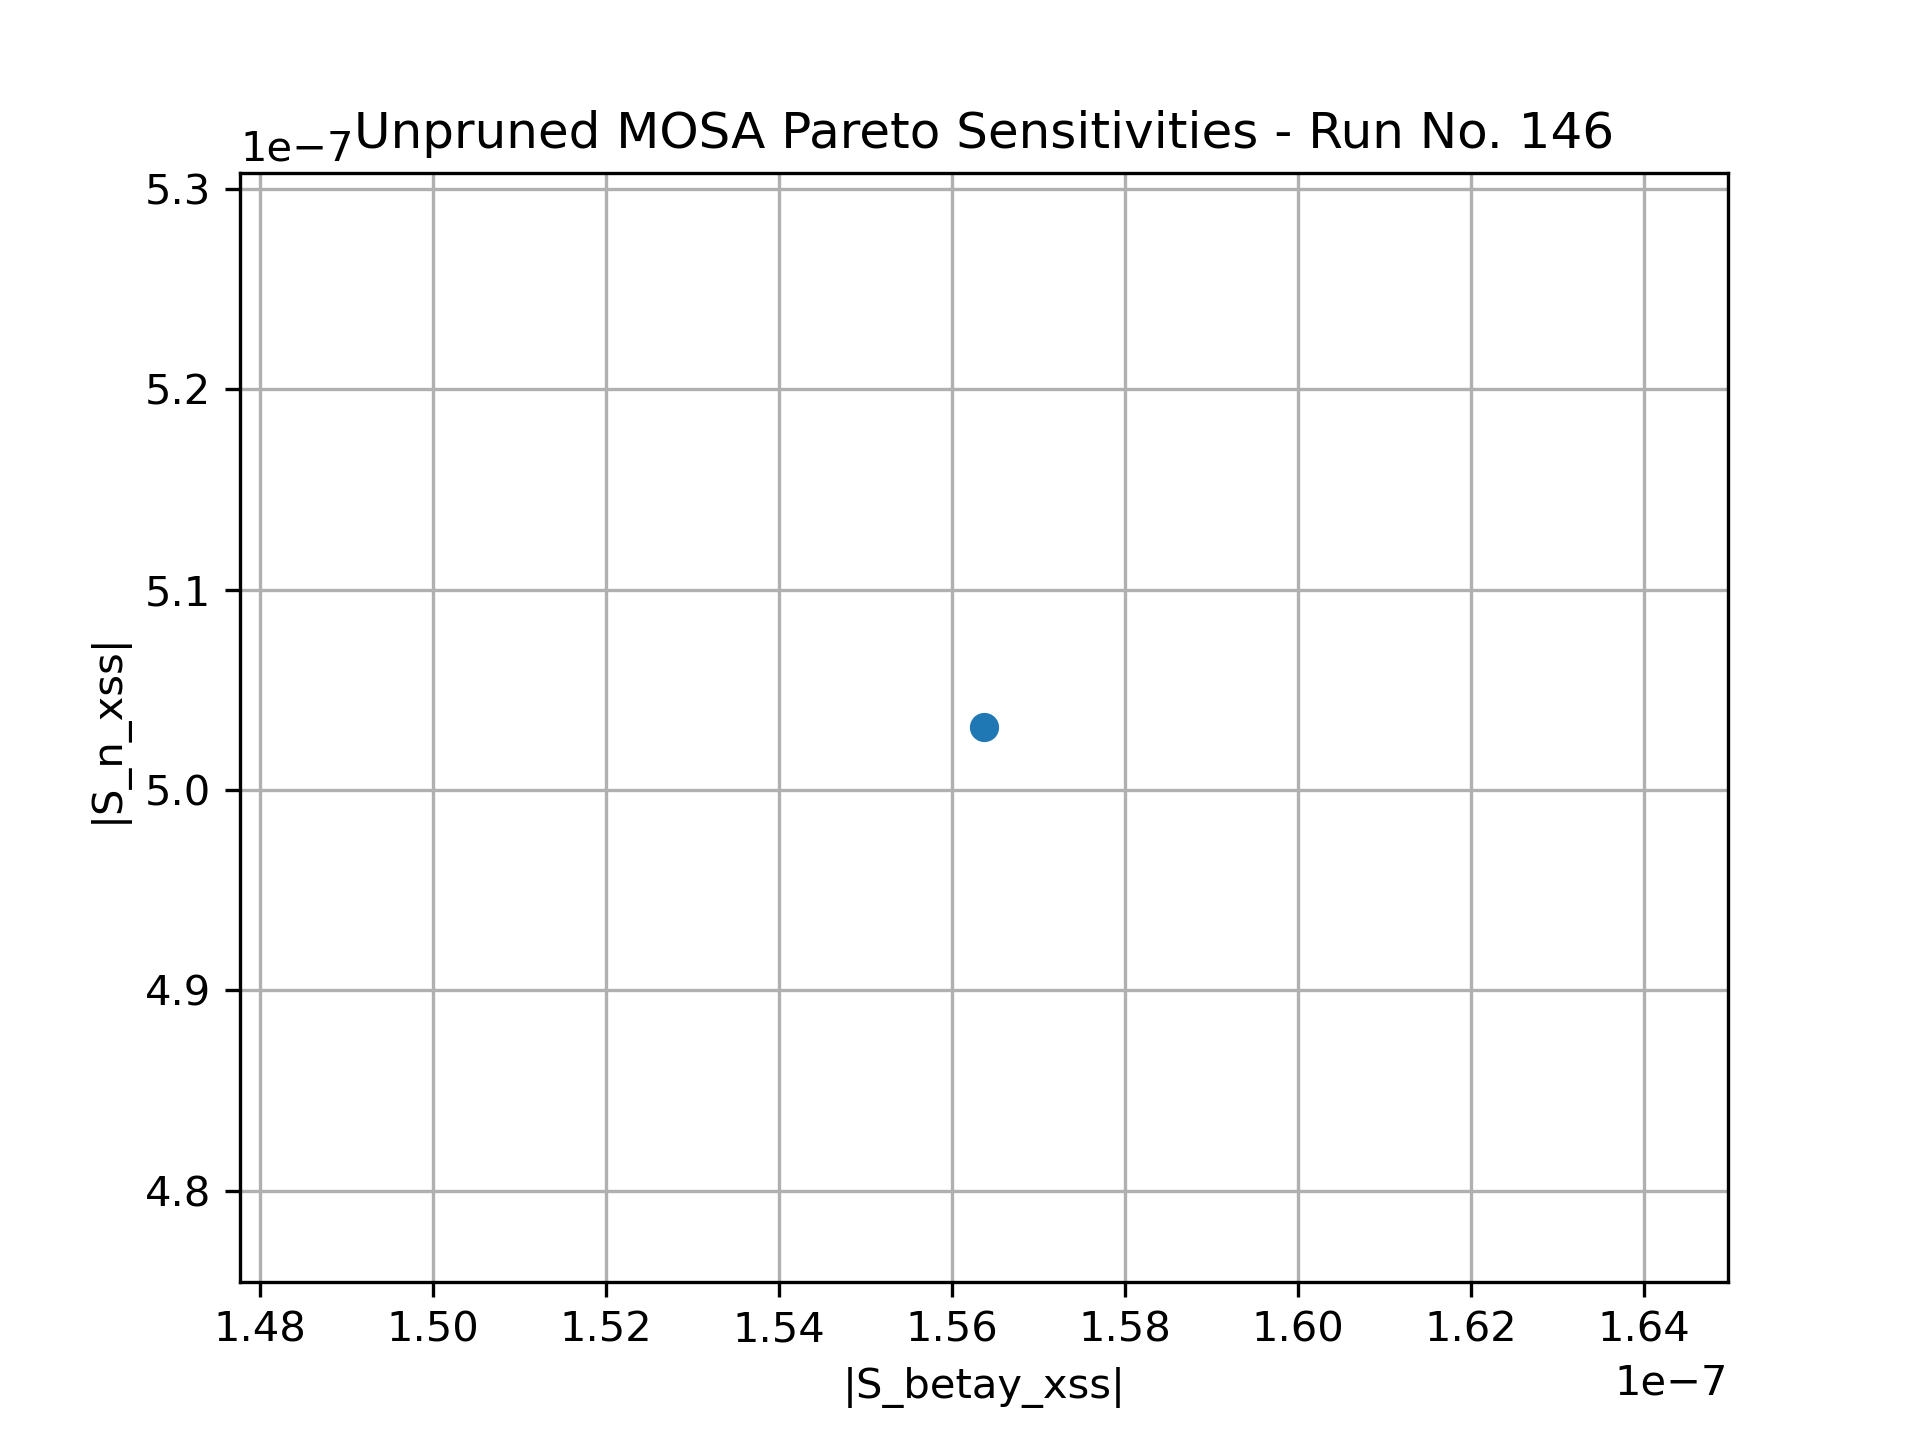 Unpruned MOSA Pareto Sensitivities - Run No. 146
1e−7
5.3
5.2
5.1
5.0
4.9
4.8
|S_n_xss|
1.48 1.50 1.52 1.54 1.56 1.58 1.60 1.62 1.64
1e−7
|S_betay_xss|